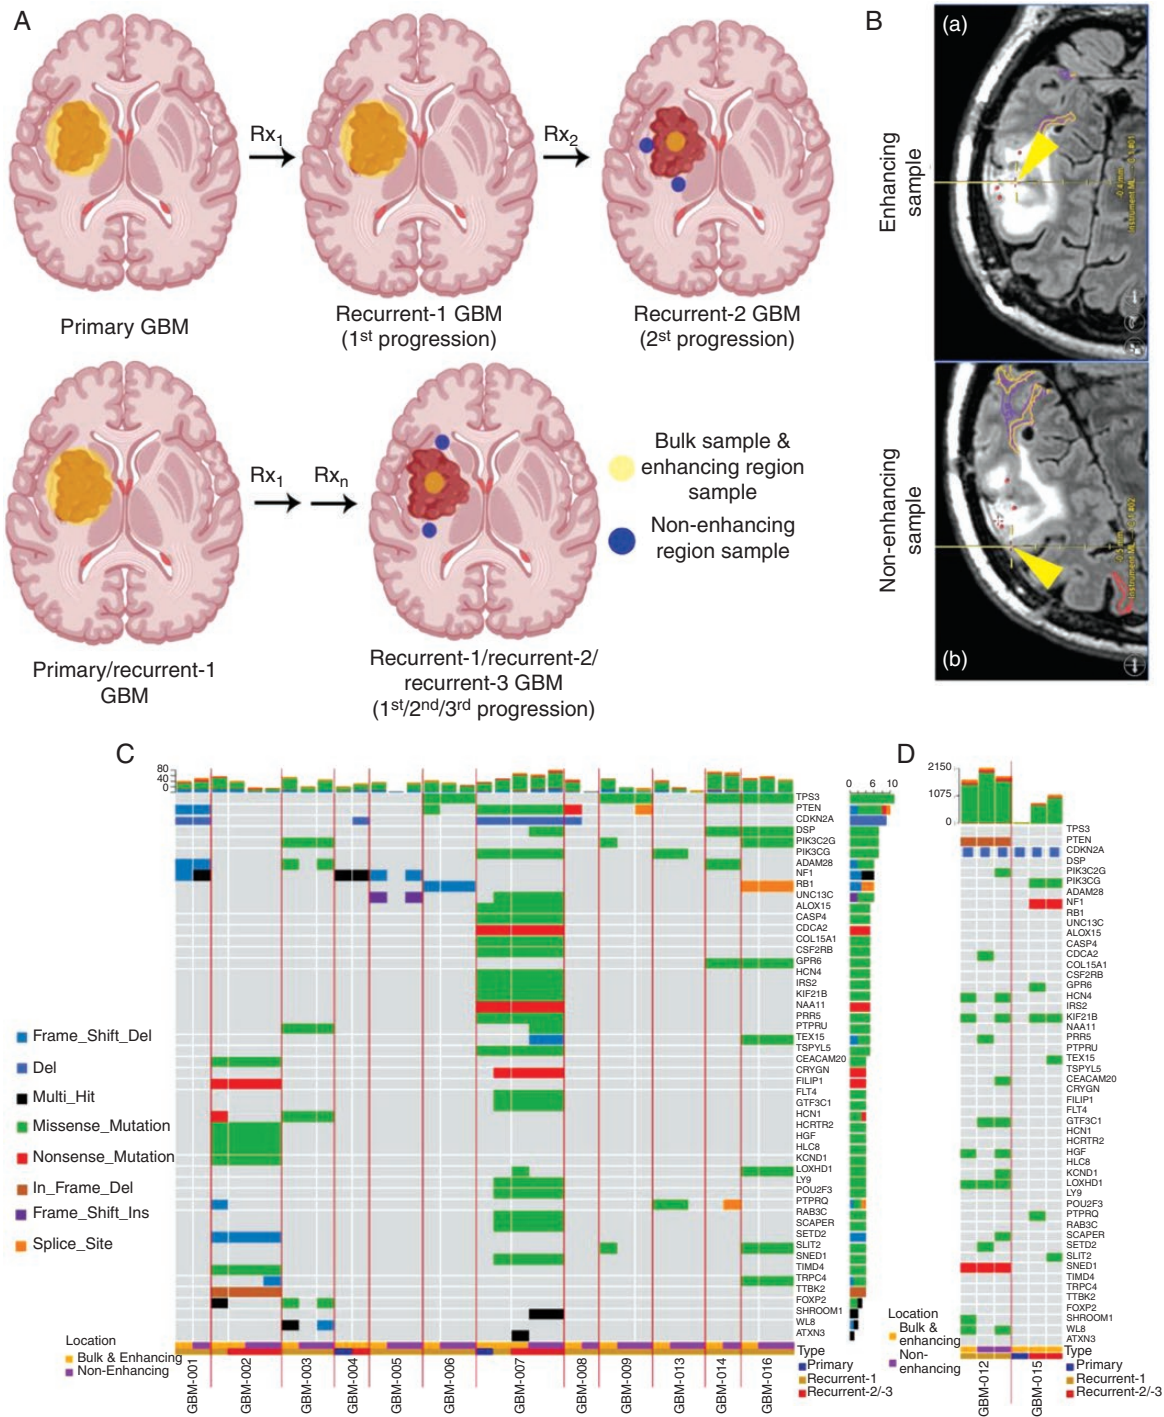 A
B
(a)
Rx1
Rx2
Enhancing
sample
Primary GBM
Recurrent-1 GBM
(1st progression)
Recurrent-2 GBM
(2st progression)
Rx1
Rxn
Bulk sample &
enhancing region
sample
Non-enhancing
region sample
Non-enhancing
sample
(b)
Primary/recurrent-1
GBM
Recurrent-1/recurrent-2/
recurrent-3 GBM
(1st/2nd/3rd progression)
C
80
40
0
0 6 10
TPS3
PTEN
CDKN2A
DSP
PIK3C2G
PIK3CG
ADAM28
NF1
RB1
UNC13C
ALOX15
CASP4
CDCA2
COL15A1
CSF2RB
GPR6
HCN4
IRS2
KIF21B
NAA11
PRR5
PTPRU
TEX15
TSPYL5
CEACAM20
CRYGN
FILIP1
FLT4
GTF3C1
HCN1
HCRTR2
HGF
HLC8
KCND1
LOXHD1
LY9
POU2F3
PTPRQ
RAB3C
SCAPER
SETD2
SLIT2
SNED1
TIMD4
TRPC4
TTBK2
FOXP2
SHROOM1
WL8
ATXN3
Type
Primary
Recurrent-1
Recurrent-2/-3
Frame_Shift_Del
Del
Multi_Hit
Missense_Mutation
Nonsense_Mutation
In_Frame_Del
Frame_Shift_Ins
Splice_Site
Location
Bulk & Enhancing
Non-Enhancing
GBM-001
GBM-002
GBM-003
GBM-004
GBM-005
GBM-006
GBM-007
GBM-008
GBM-009
GBM-013
GBM-014
GBM-016
D
2150
1075
0
TPS3
PTEN
CDKN2A
DSP
PIK3C2G
PIK3CG
ADAM28
NF1
RB1
UNC13C
ALOX15
CASP4
CDCA2
COL15A1
CSF2RB
GPR6
HCN4
IRS2
KIF21B
NAA11
PRR5
PTPRU
TEX15
TSPYL5
CEACAM20
CRYGN
FILIP1
FLT4
GTF3C1
HCN1
HCRTR2
HGF
HLC8
KCND1
LOXHD1
LY9
POU2F3
PTPRQ
RAB3C
SCAPER
SETD2
SLIT2
SNED1
TIMD4
TRPC4
TTBK2
FOXP2
SHROOM1
WL8
ATXN3
Location
Bulk &
enhancing
Non-
enhancing
Type
Primary
Recurrent-1
Recurrent-2/-3
GBM-012
GBM-015